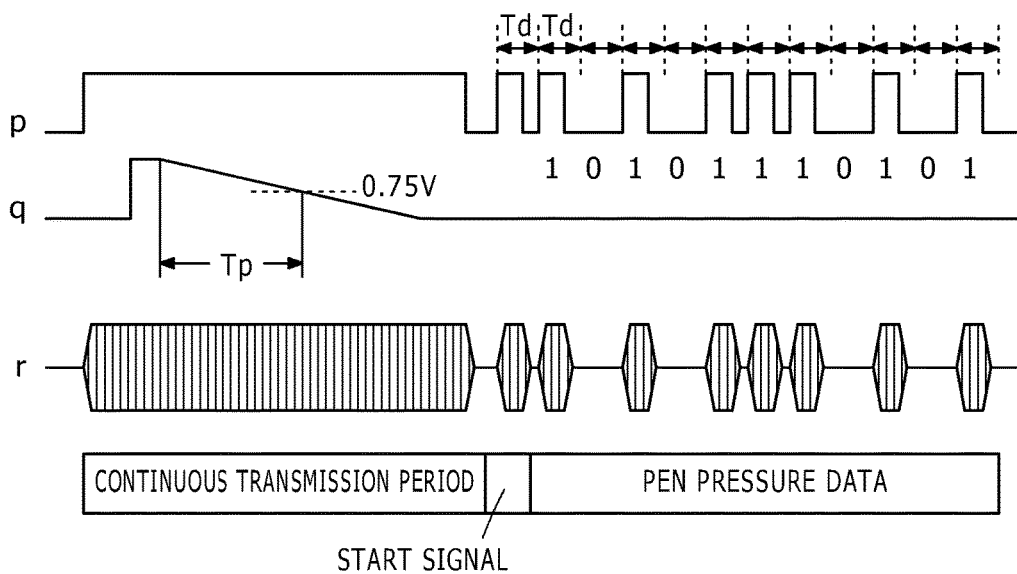 Td Td
p
1 0 1 0 1 1 1 0 1 0 1
0.75V
q
Tp
r
CONTINUOUS TRANSMISSION PERIOD PEN PRESSURE DATA
START SIGNAL